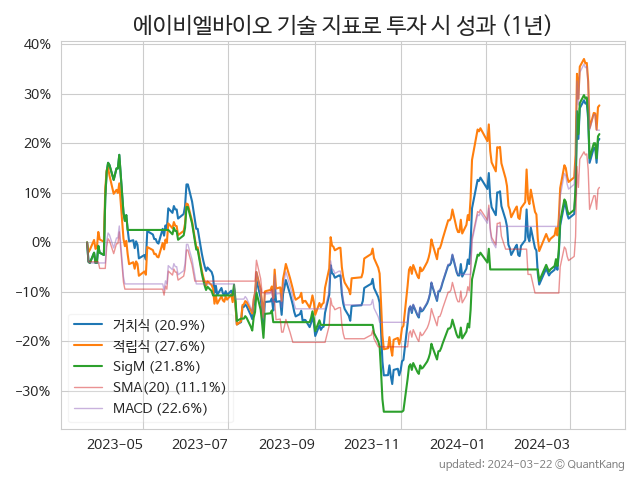 에이비엘바이오 기술 지표로 투자 시 성과 (1년)
40%
30%
20%
10%
0%
−10%
−20%
−30%
거치식 (20.9%)
적립식 (27.6%)
SigM (21.8%)
SMA(20) (11.1%)
MACD (22.6%)
2023−05
2023−07
2023−09
2023−11
2024−01
2024−03
updated: 2024−03−22 ⓒ QuantKang